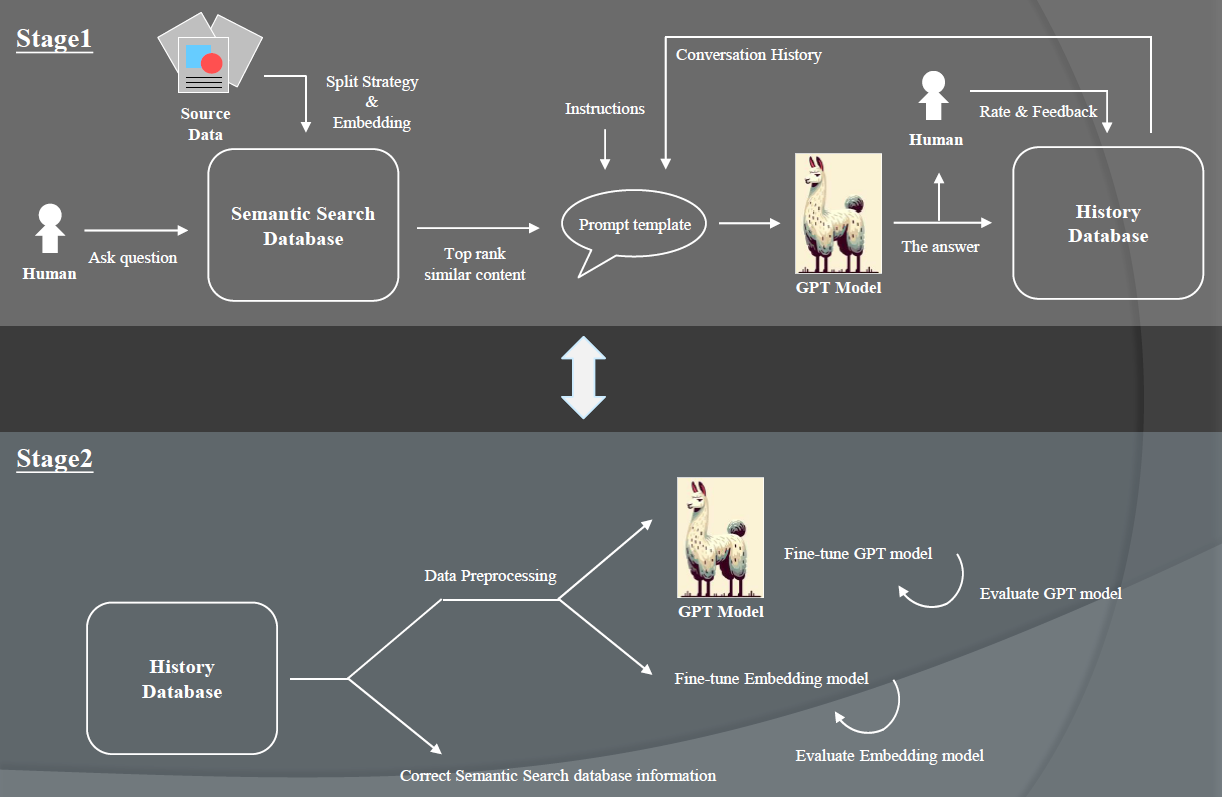 Stage1
Source
Data
Split Strategy
&
Embedding
Human
Ask question
Semantic Search
Database
Top rank
similar content
Instructions
Conversation History
Prompt template
GPT Model
The answer
Human
Rate & Feedback
History
Database
Stage2
History
Database
Data Preprocessing
GPT Model
Fine-tune GPT model
Evaluate GPT model
Fine-tune Embedding model
Evaluate Embedding model
Correct Semantic Search database information